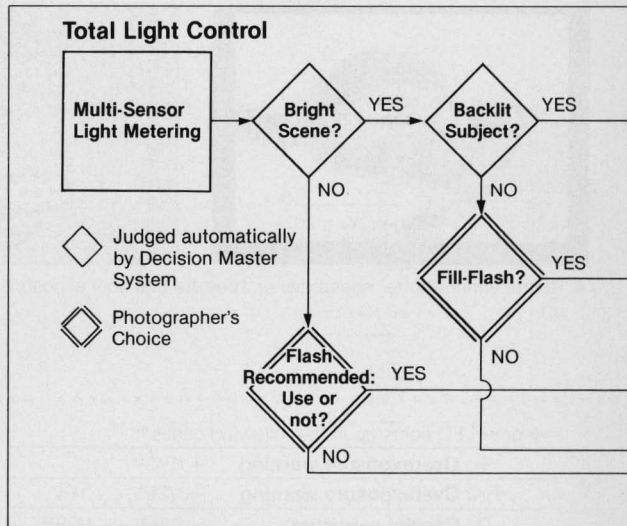 Total Light Control
Multi-Sensor
Light Metering
Bright
Scene?
YES
Backlit
Subject?
YES
NO
NO
Judged automatically
by Decision Master
System
Fill-Flash?
YES
Photographer's
Choice
NO
Flash
Recommended:
Use or
not?
YES
NO